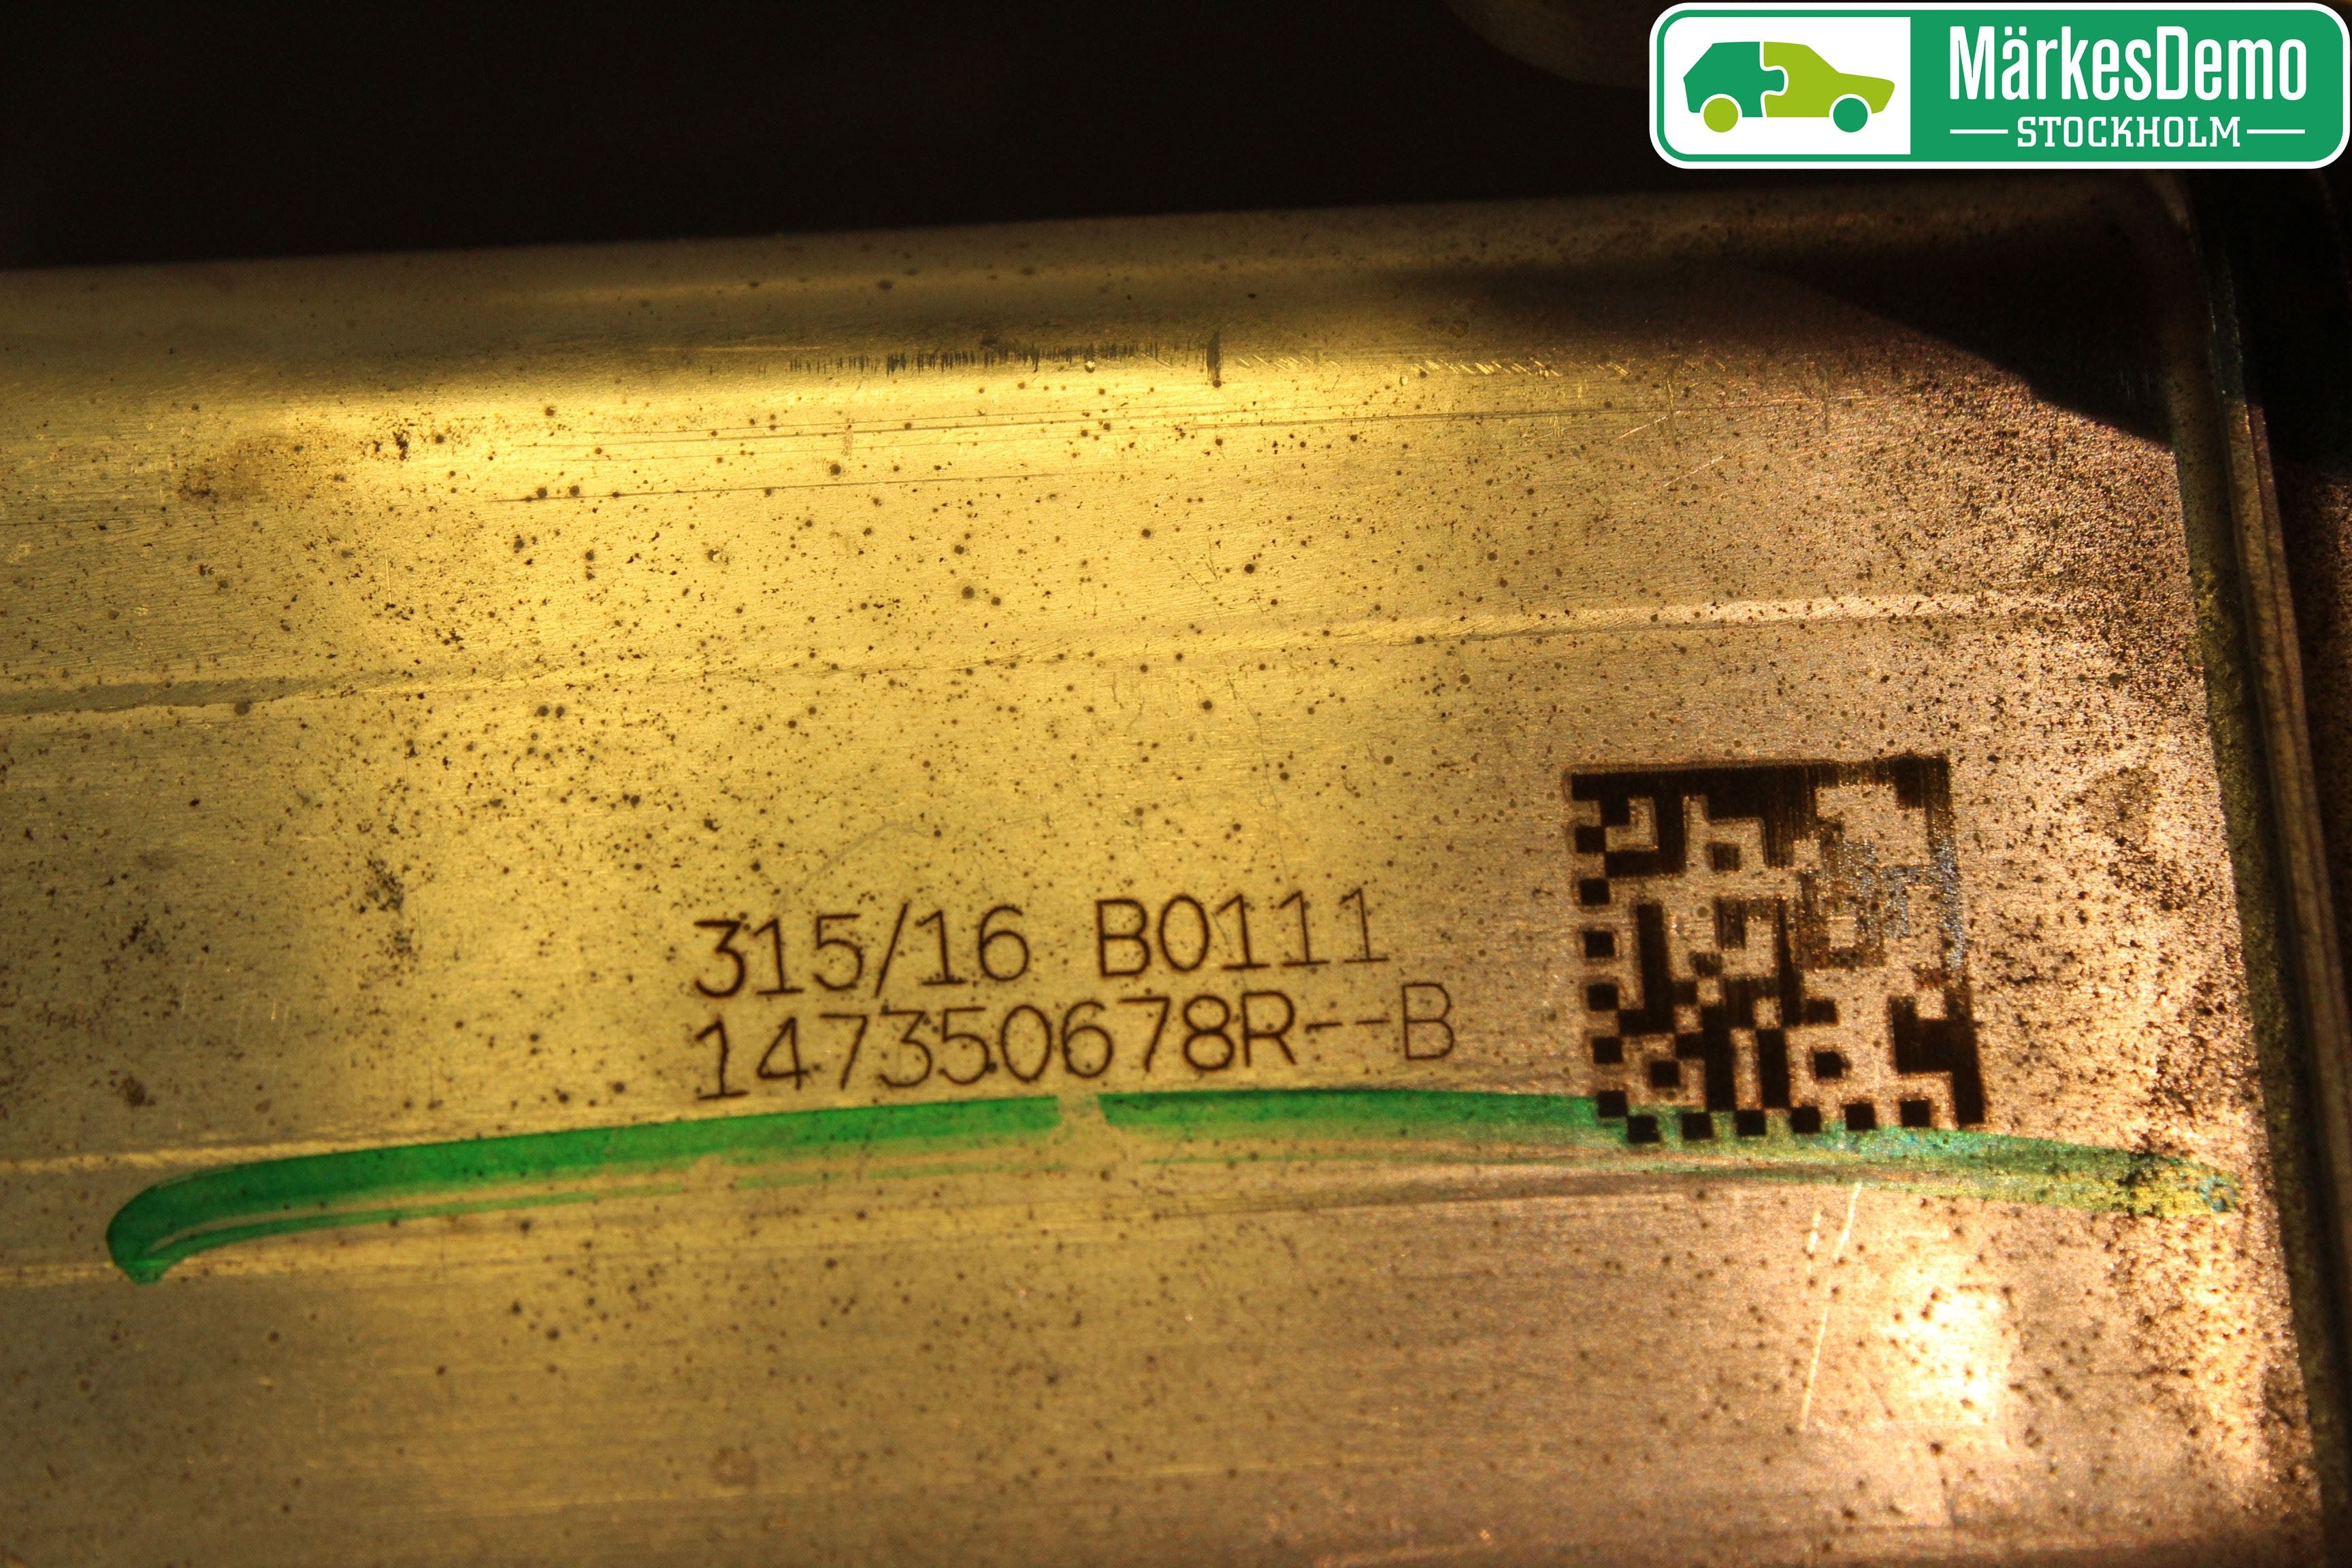 MärkesDemo
STOCKHOLM
315/16 B0111
147350678R--B